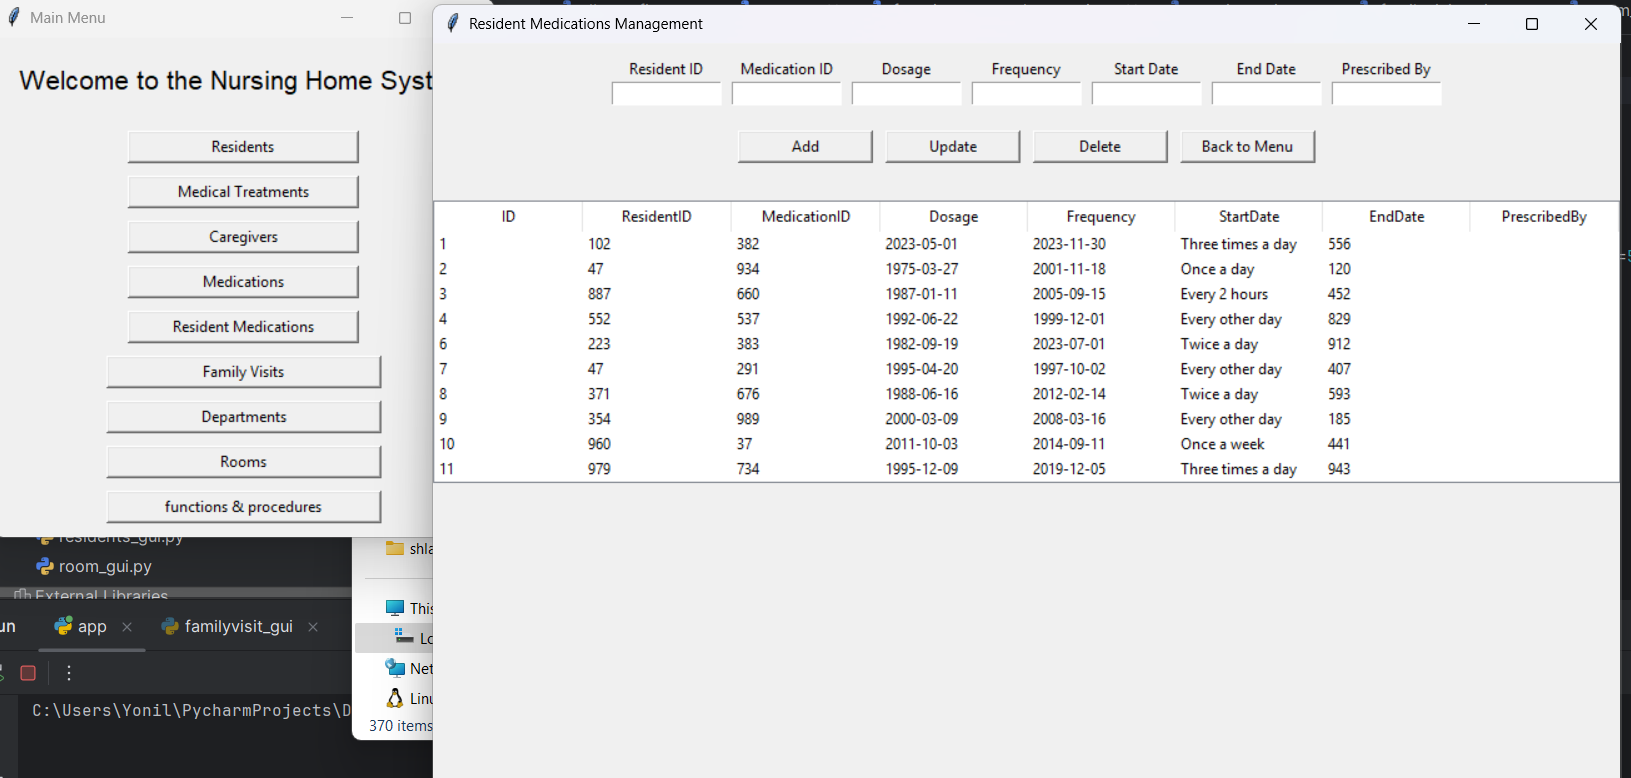 Main Menu
Welcome to the Nursing Home Syst
Residents
Medical Treatments
Caregivers
Medications
Resident Medications
Family Visits
Departments
Rooms
functions & procedures
residents_gui.py
room_gui.py
External Libraries
un
app
familyvisit_gui
C:\Users\Yonil\PycharmProjects\D
shla
This
Lo
Net
Linu
370 items
Resident Medications Management
Resident ID Medication ID Dosage Frequency Start Date End Date Prescribed By
Add Update Delete Back to Menu
ID ResidentID MedicationID Dosage Frequency StartDate EndDate PrescribedBy
1 102 382 2023-05-01 2023-11-30 Three times a day 556
2 47 934 1975-03-27 2001-11-18 Once a day 120
3 887 660 1987-01-11 2005-09-15 Every 2 hours 452
4 552 537 1992-06-22 1999-12-01 Every other day 829
6 223 383 1982-09-19 2023-07-01 Twice a day 912
7 47 291 1995-04-20 1997-10-02 Every other day 407
8 371 676 1988-06-16 2012-02-14 Twice a day 593
9 354 989 2000-03-09 2008-03-16 Every other day 185
10 960 37 2011-10-03 2014-09-11 Once a week 441
11 979 734 1995-12-09 2019-12-05 Three times a day 943